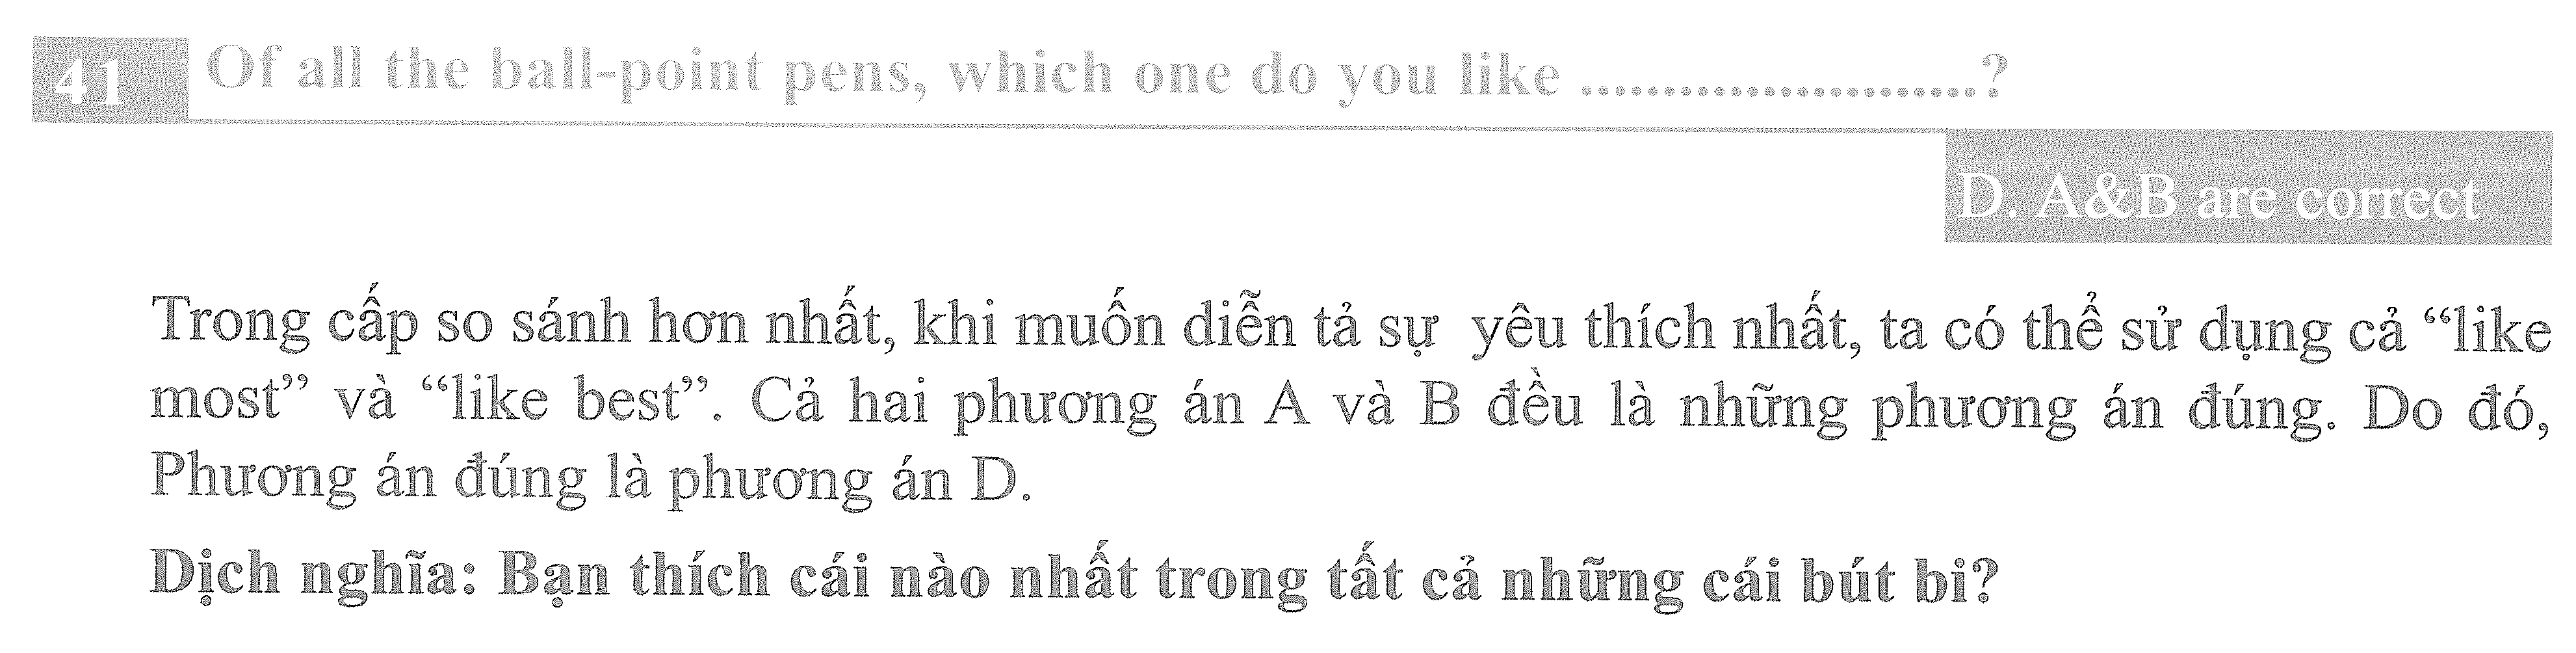 41 Of all the ball-point pens, which one do you like ........................?
D. A&B are correct
Trong cấp so sánh hơn nhất, khi muốn diễn tả sự yêu thích nhất, ta có thể sử dụng cả “like
most” và “like best”. Cả hai phương án A và B đều là những phương án đúng. Do đó,
Phương án đúng là phương án D.
Dịch nghĩa: Bạn thích cái nào nhất trong tất cả những cái bút bi?